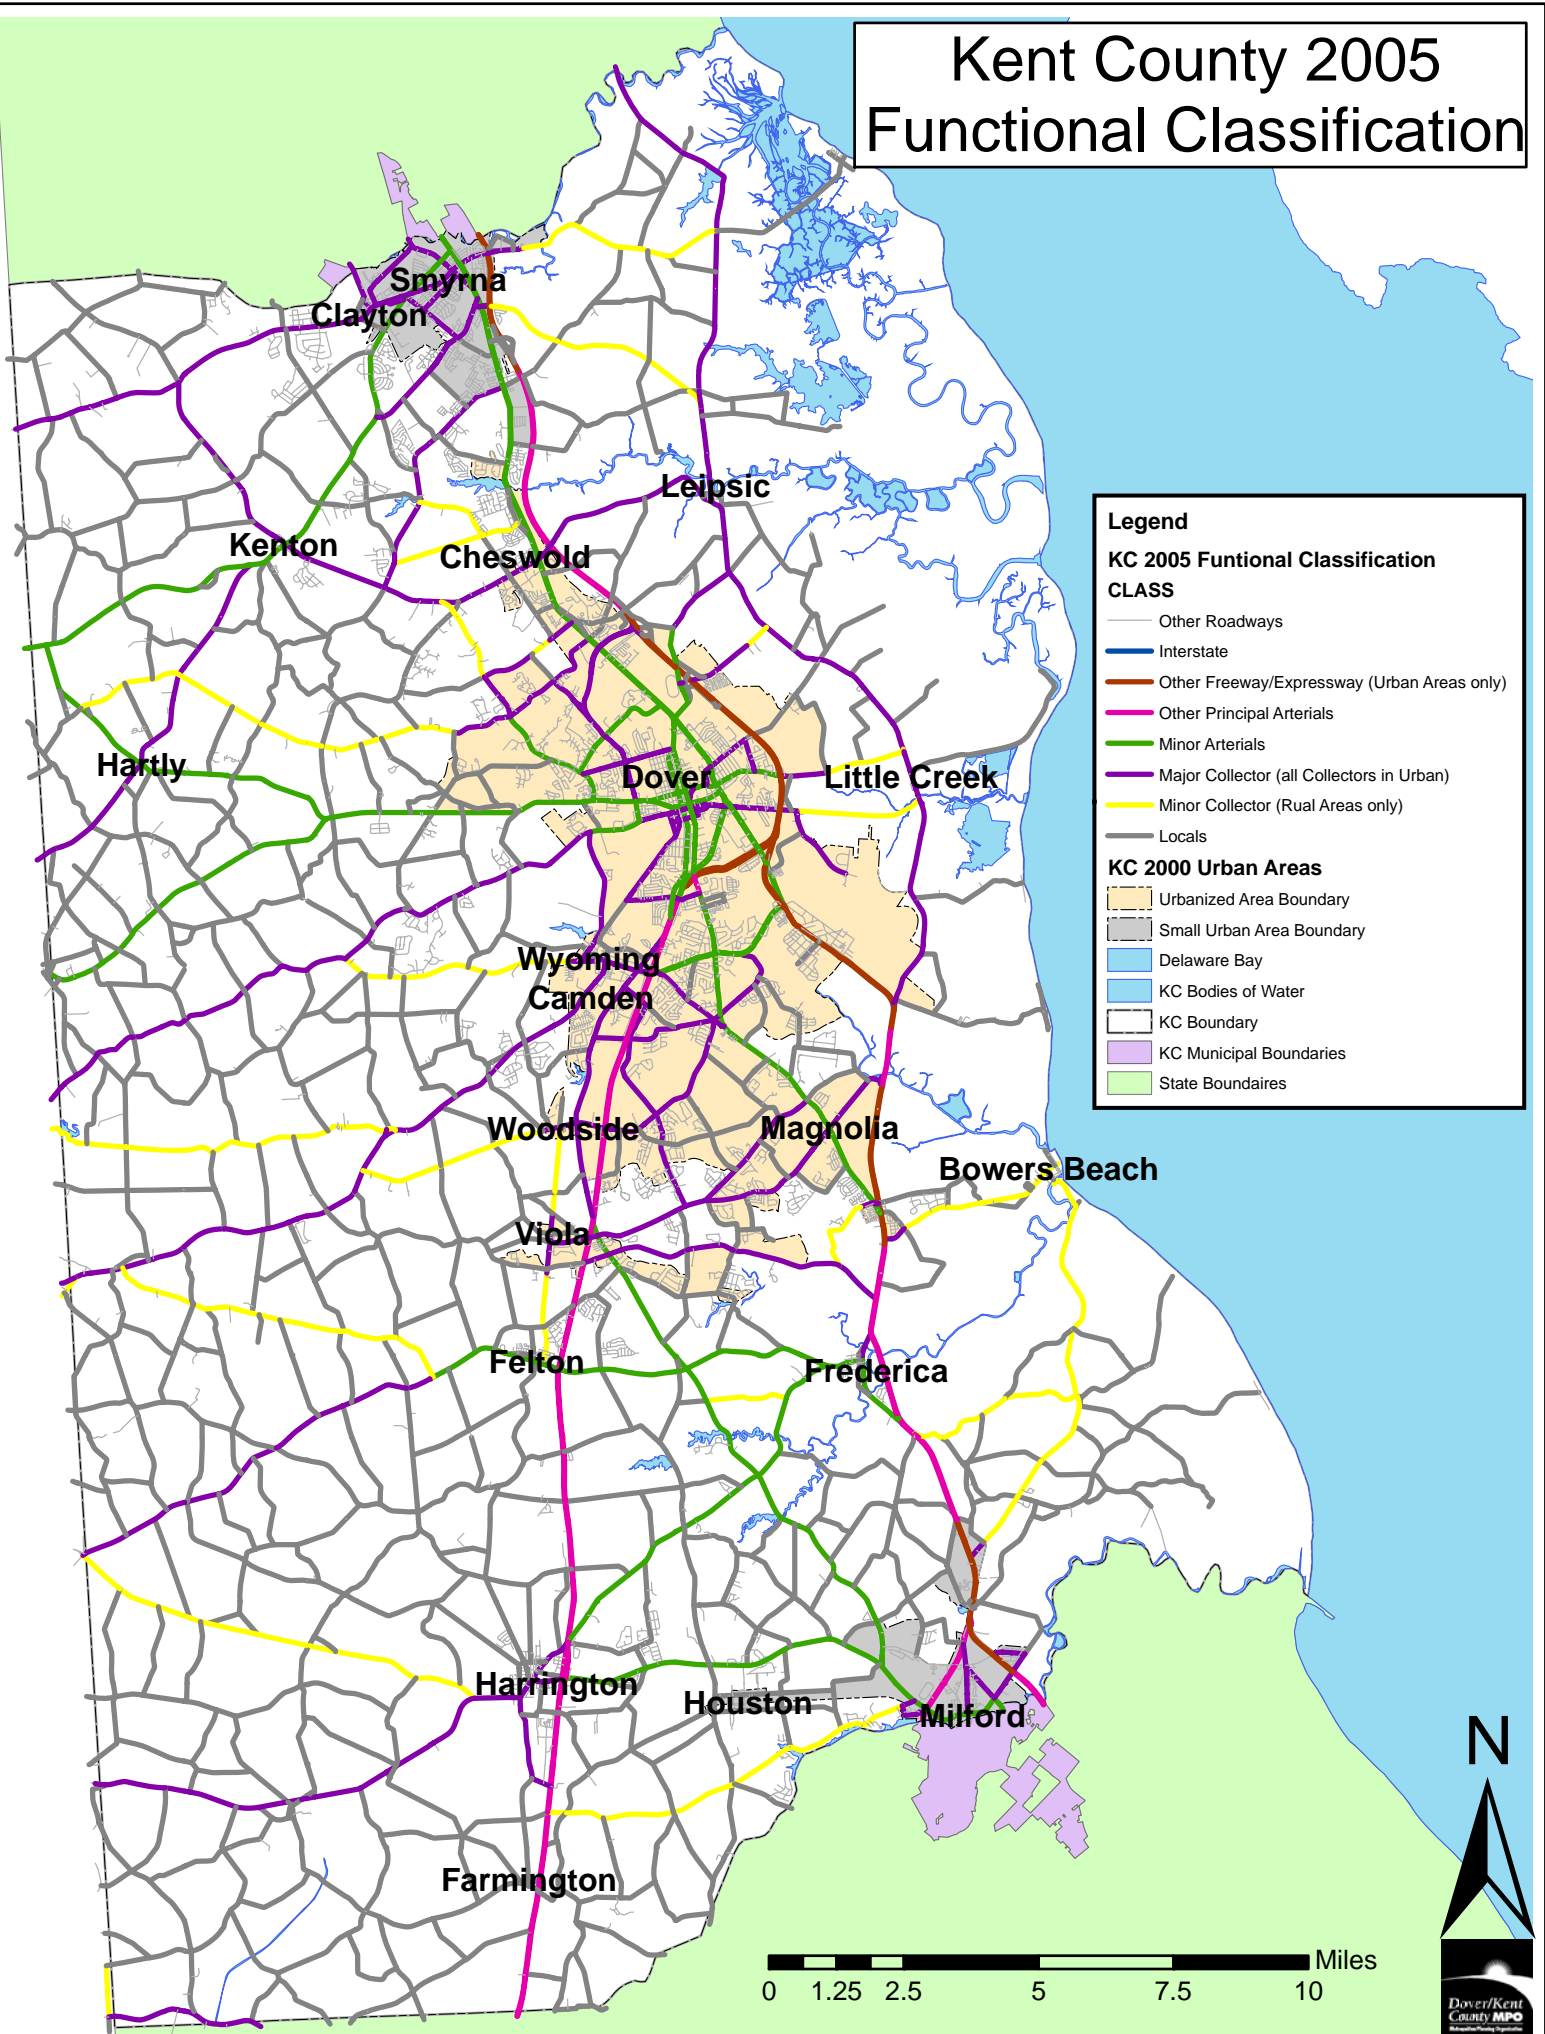 Kent County 2005
Functional Classification
Smyrna
Clayton
Leipsic
Kenton
Cheswold
Hartly
Dover
Little Creek
Wyoming
Camden
Woodside
Magnolia
Bowers Beach
Viola
Felton
Frederica
Harrington
Houston
Milford
Farmington
Legend
KC 2005 Funtional Classification
CLASS
Other Roadways
Interstate
Other Freeway/Expressway (Urban Areas only)
Other Principal Arterials
Minor Arterials
Major Collector (all Collectors in Urban)
Minor Collector (Rual Areas only)
Locals
KC 2000 Urban Areas
Urbanized Area Boundary
Small Urban Area Boundary
Delaware Bay
KC Bodies of Water
KC Boundary
KC Municipal Boundaries
State Boundaires
N
Miles
0 1.25 2.5 5 7.5 10
Dover/Kent
County MPO
Metropolitan Planning Organization